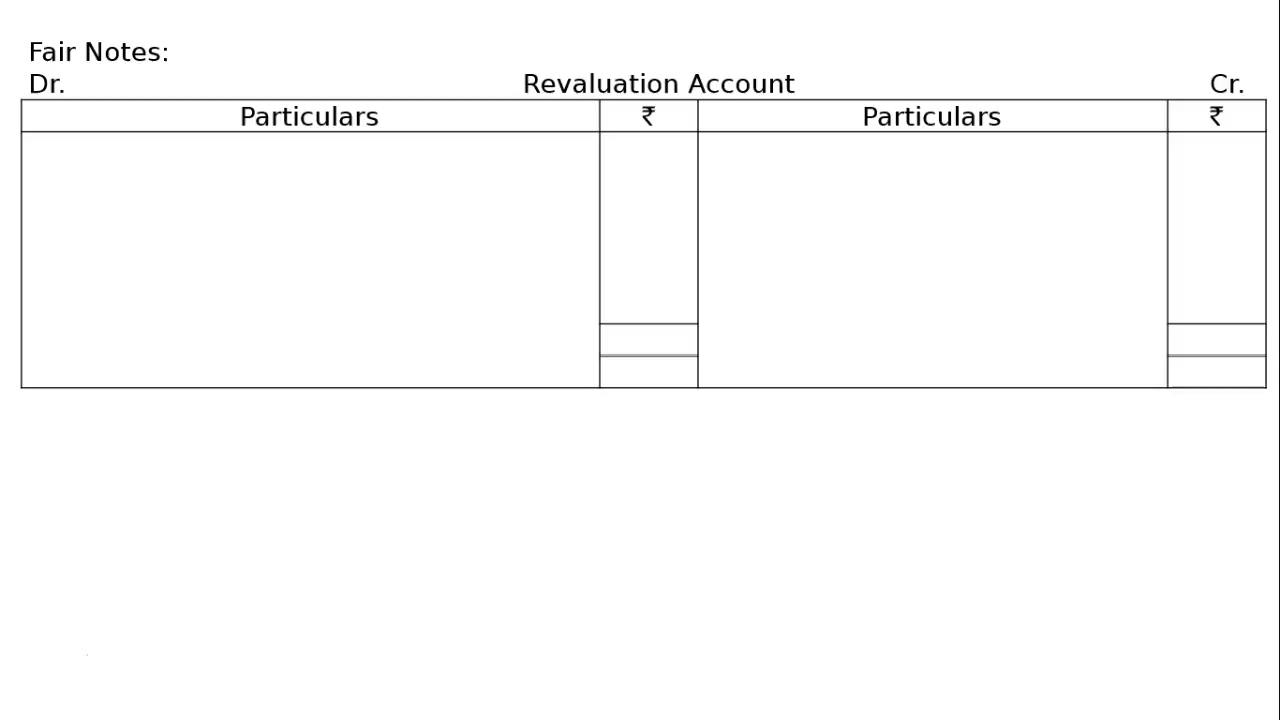 Fair Notes:
Dr. Revaluation Account Cr.
Particulars ₹ Particulars ₹